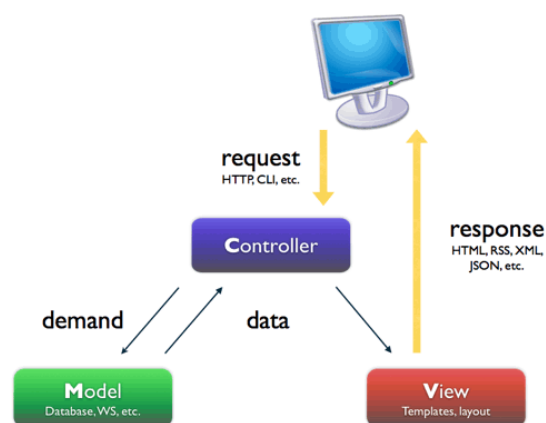 request
HTTP, CLI, etc.
response
HTML, RSS, XML,
JSON, etc.
Controller
demand
data
Model
Database, WS, etc.
View
Templates, layout